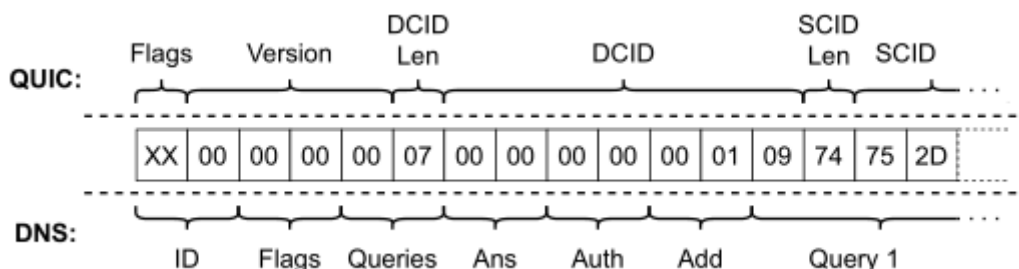 DCID SCID
Flags Version Len DCID Len SCID
QUIC:
XX 00 00 00 00 07 00 00 00 00 00 01 09 74 75 2D
DNS:
ID Flags Queries Ans Auth Add Query 1